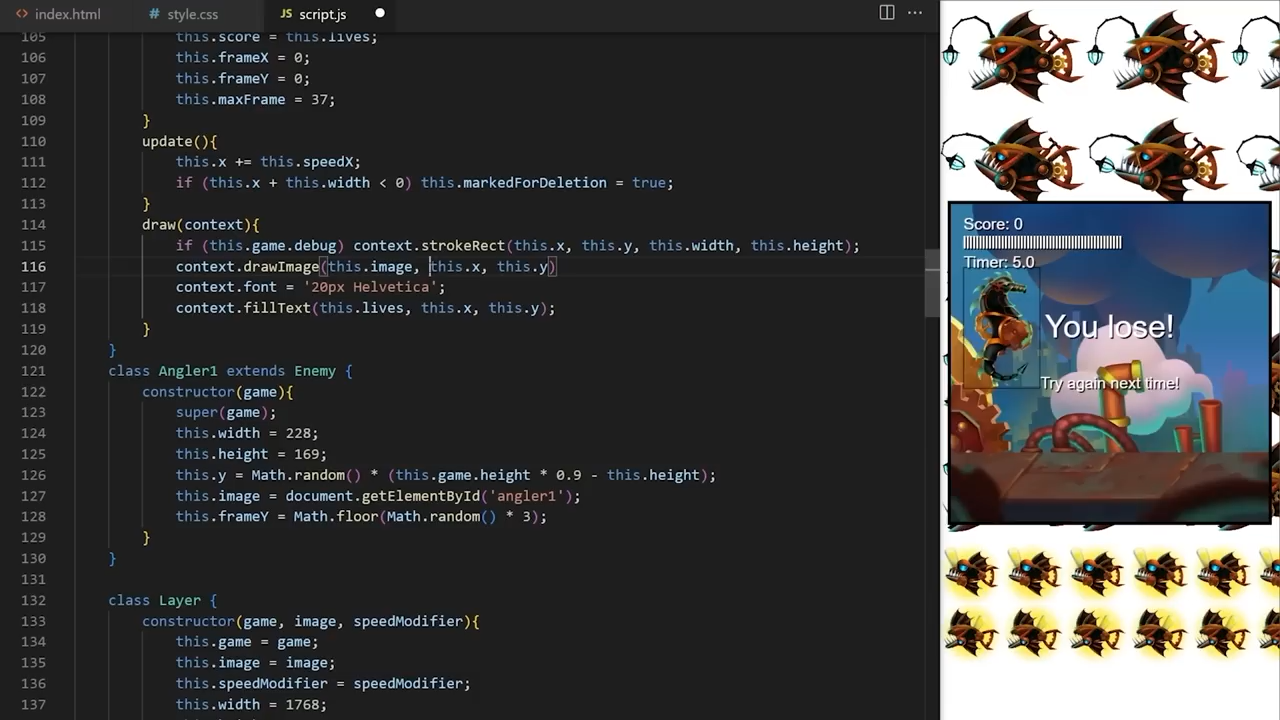 index.html
style.css
JS script.js
105 this.score = this.lives;
106 this.frameX = 0;
107 this.frameY = 0;
108 this.maxFrame = 37;
109 }
110 update(){
111 this.x += this.speedX;
112 if (this.x + this.width < 0) this.markedForDeletion = true;
113 }
114 draw(context){
115 if (this.game.debug) context.strokeRect(this.x, this.y, this.width, this.height);
116 context.drawImage(this.image, this.x, this.y)
117 context.font = '20px Helvetica';
118 context.fillText(this.lives, this.x, this.y);
119 }
120 }
121 class Angler1 extends Enemy {
122 constructor(game){
123 super(game);
124 this.width = 228;
125 this.height = 169;
126 this.y = Math.random() * (this.game.height * 0.9 - this.height);
127 this.image = document.getElementById('angler1');
128 this.frameY = Math.floor(Math.random() * 3);
129 }
130 }
131
132 class Layer {
133 constructor(game, image, speedModifier){
134 this.game = game;
135 this.image = image;
136 this.speedModifier = speedModifier;
137 this.width = 1768;
Score: 0
Timer: 5.0
You lose!
Try again next time!